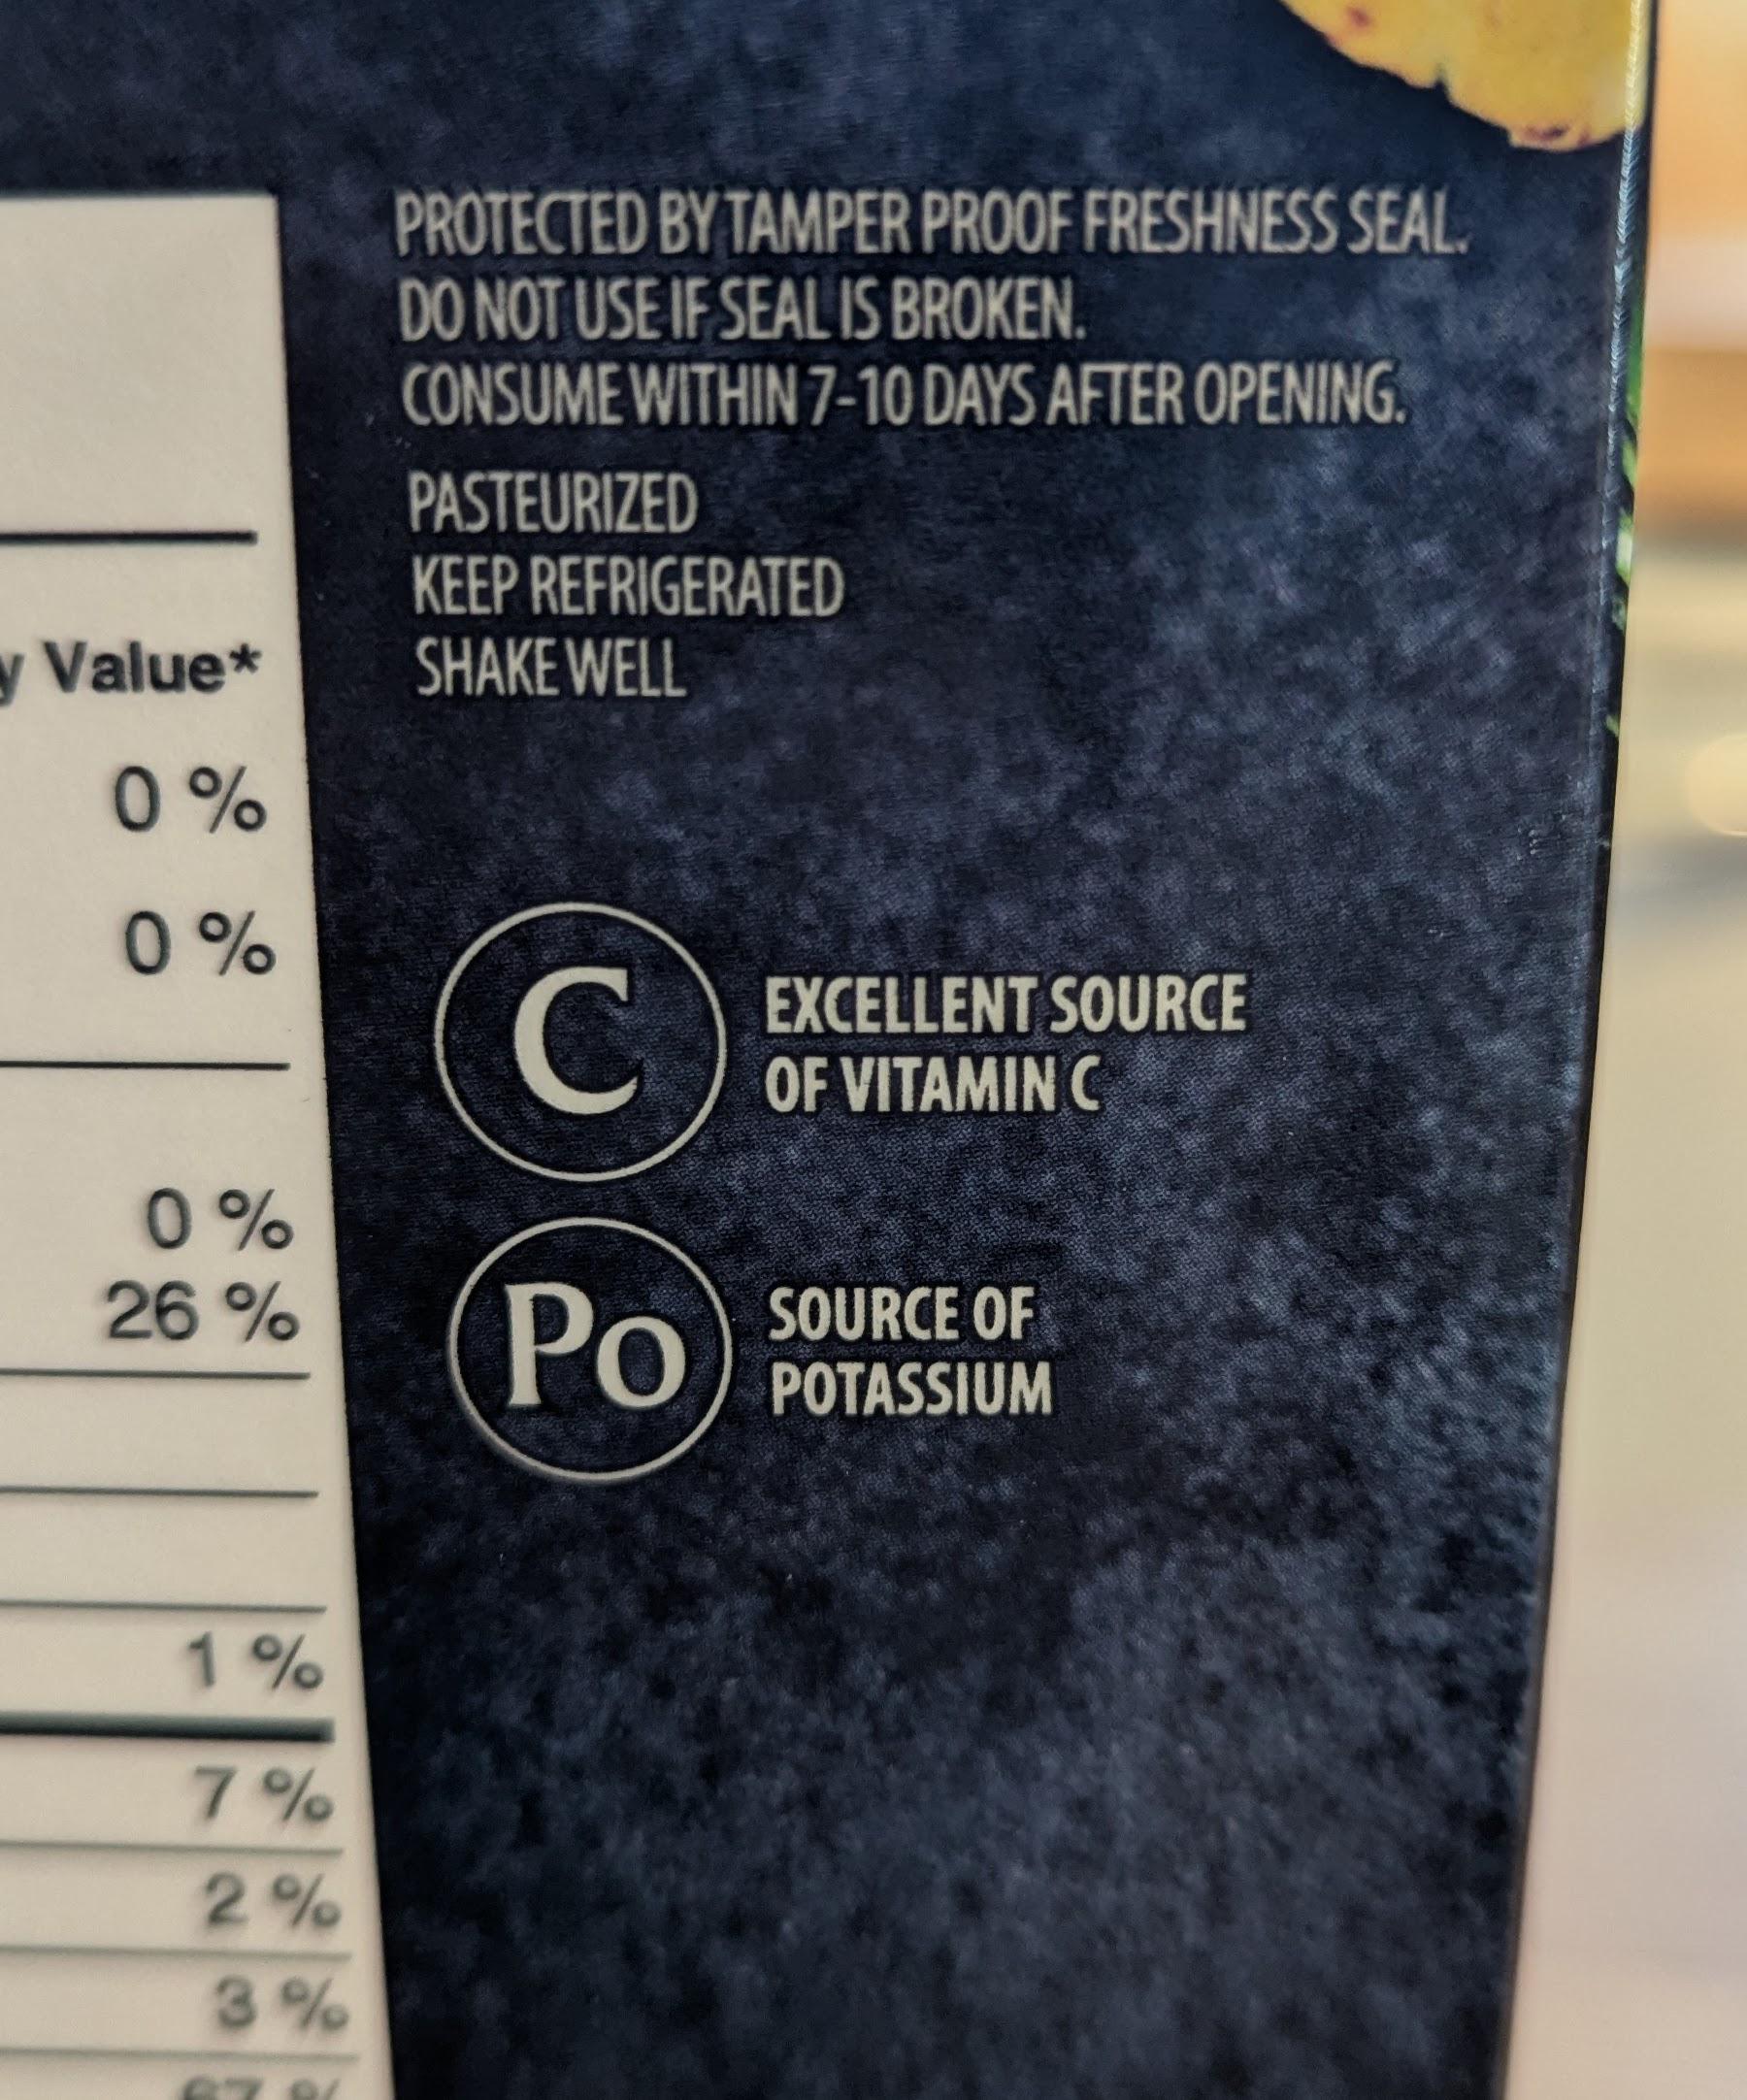 PROTECTED BY TAMPER PROOF FRESHNESS SEAL.
DO NOT USE IF SEAL IS BROKEN.
CONSUME WITHIN 7-10 DAYS AFTER OPENING.
PASTEURIZED
KEEP REFRIGERATED
SHAKE WELL
C
EXCELLENT SOURCE
OF VITAMIN C
Po
SOURCE OF
POTASSIUM
Value*
0 %
0 %
0 %
26 %
1 %
7 %
2 %
3 %